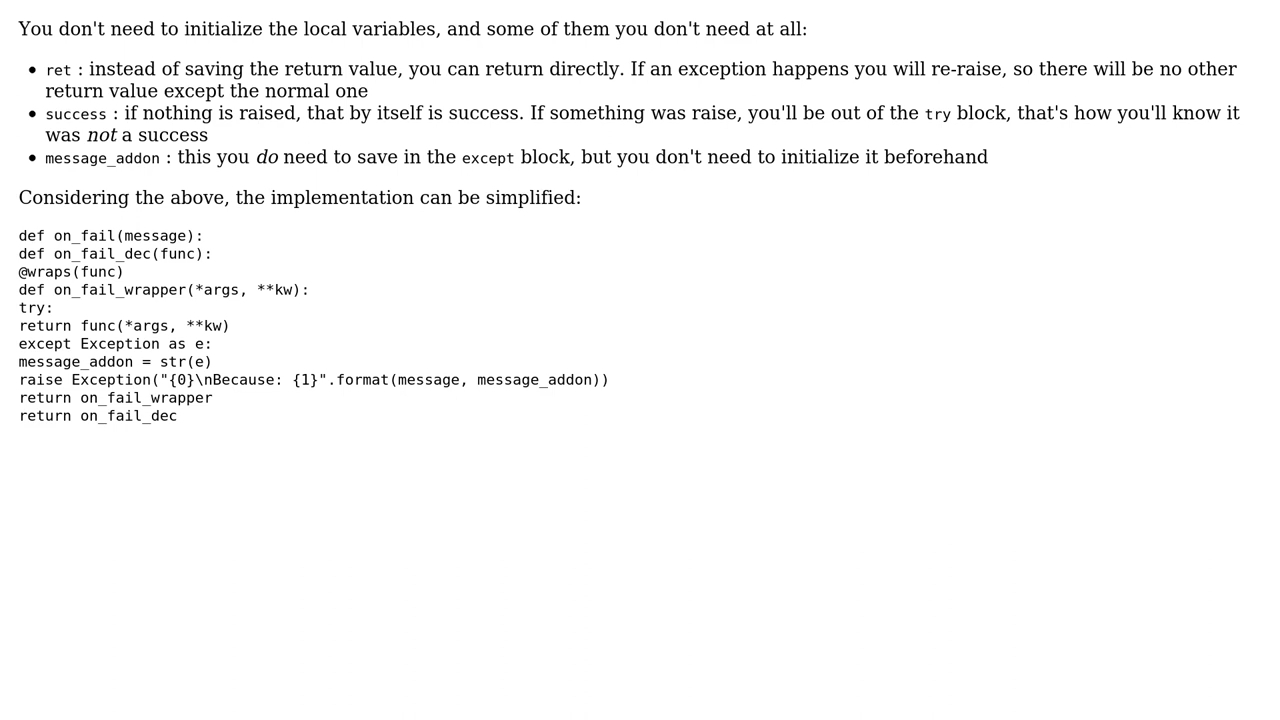 You don't need to initialize the local variables, and some of them you don't need at all:
• ret : instead of saving the return value, you can return directly. If an exception happens you will re-raise, so there will be no other
return value except the normal one
• success : if nothing is raised, that by itself is success. If something was raise, you'll be out of the try block, that's how you'll know it
was not a success
• message_addon : this you do need to save in the except block, but you don't need to initialize it beforehand
Considering the above, the implementation can be simplified:
def on_fail(message):
def on_fail_dec(func):
@wraps(func)
def on_fail_wrapper(*args, **kw):
try:
return func(*args, **kw)
except Exception as e:
message_addon = str(e)
raise Exception("{0}\nBecause: {1}".format(message, message_addon))
return on_fail_wrapper
return on_fail_dec